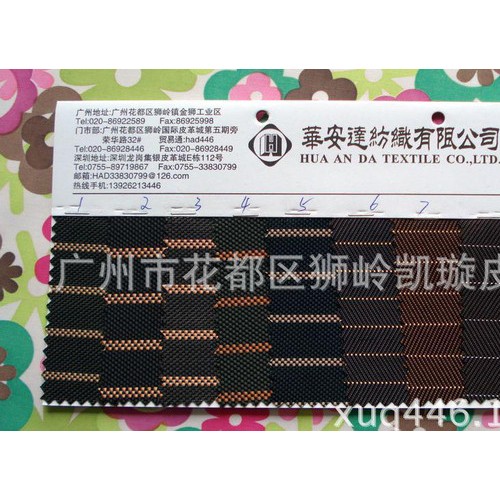 广州地址:广州花都区狮岭镇金狮工业区
Tel:020-86922589 Fax:86925998
门市部:广州花都区狮岭国际皮革城第五期旁
荣华路32# 贸易通:had446
Tel:020-86928446 Fax:020-86928449
深圳地址:深圳龙岗集银皮革城E栋112号
Tel:0755-89719867 Fax:0755-33830799
邮箱:HAD33830799@126.com
热线手机:13926213446
H
華安達紡織有限公司
HUA AN DA TEXTILE CO.,LTD.
1 2 3 4 5 6 7
广州市花都区狮岭凯璇皮
xuq446.1